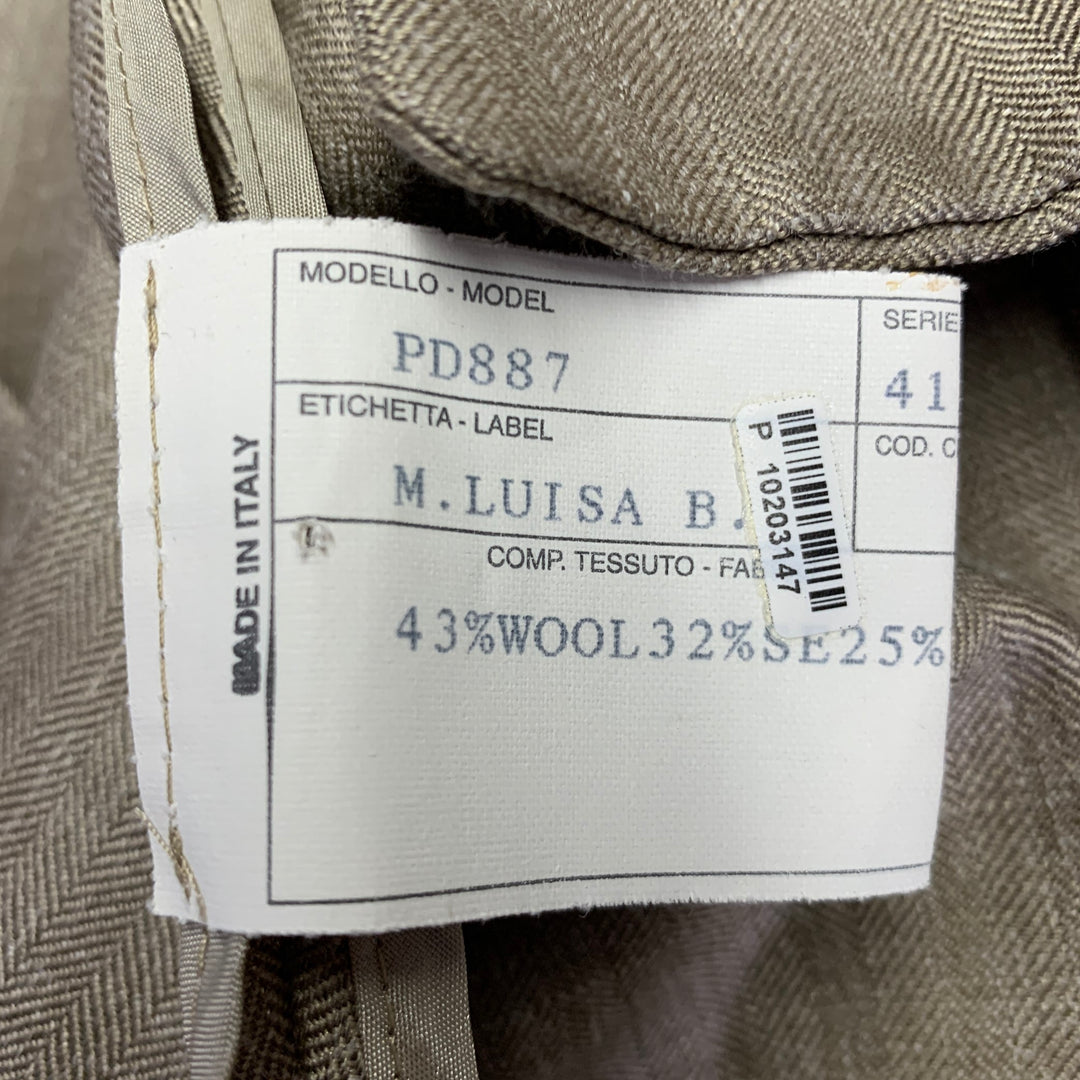 MODELLO - MODEL
SERIE
PD887
41
ETICHETTA - LABEL
COD. C
M.LUISA B.
COMP. TESSUTO - FAB
43%WOOL32%SE25%
MADE IN ITALY
P 10203147